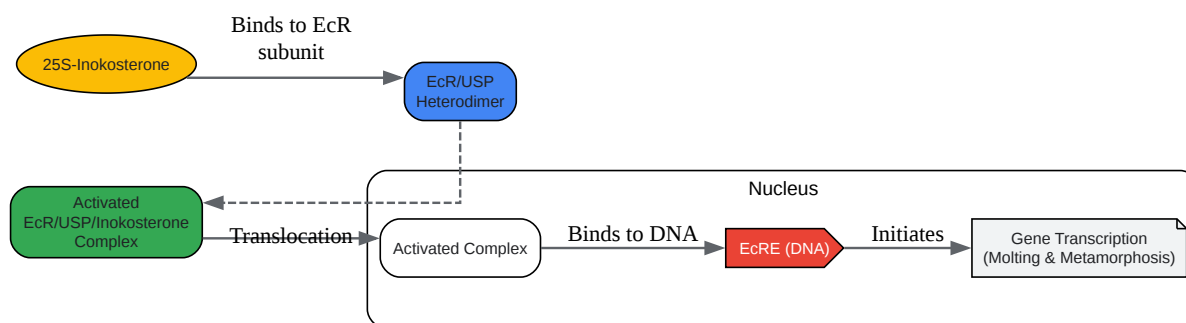 Binds to EcR
subunit
25S-Inokosterone
EcR/USP
Heterodimer
Nucleus
Activated
EcR/USP/Inokosterone
Complex
Translocation
Activated Complex
Binds to DNA
EcRE (DNA)
Initiates
Gene Transcription
(Molting & Metamorphosis)